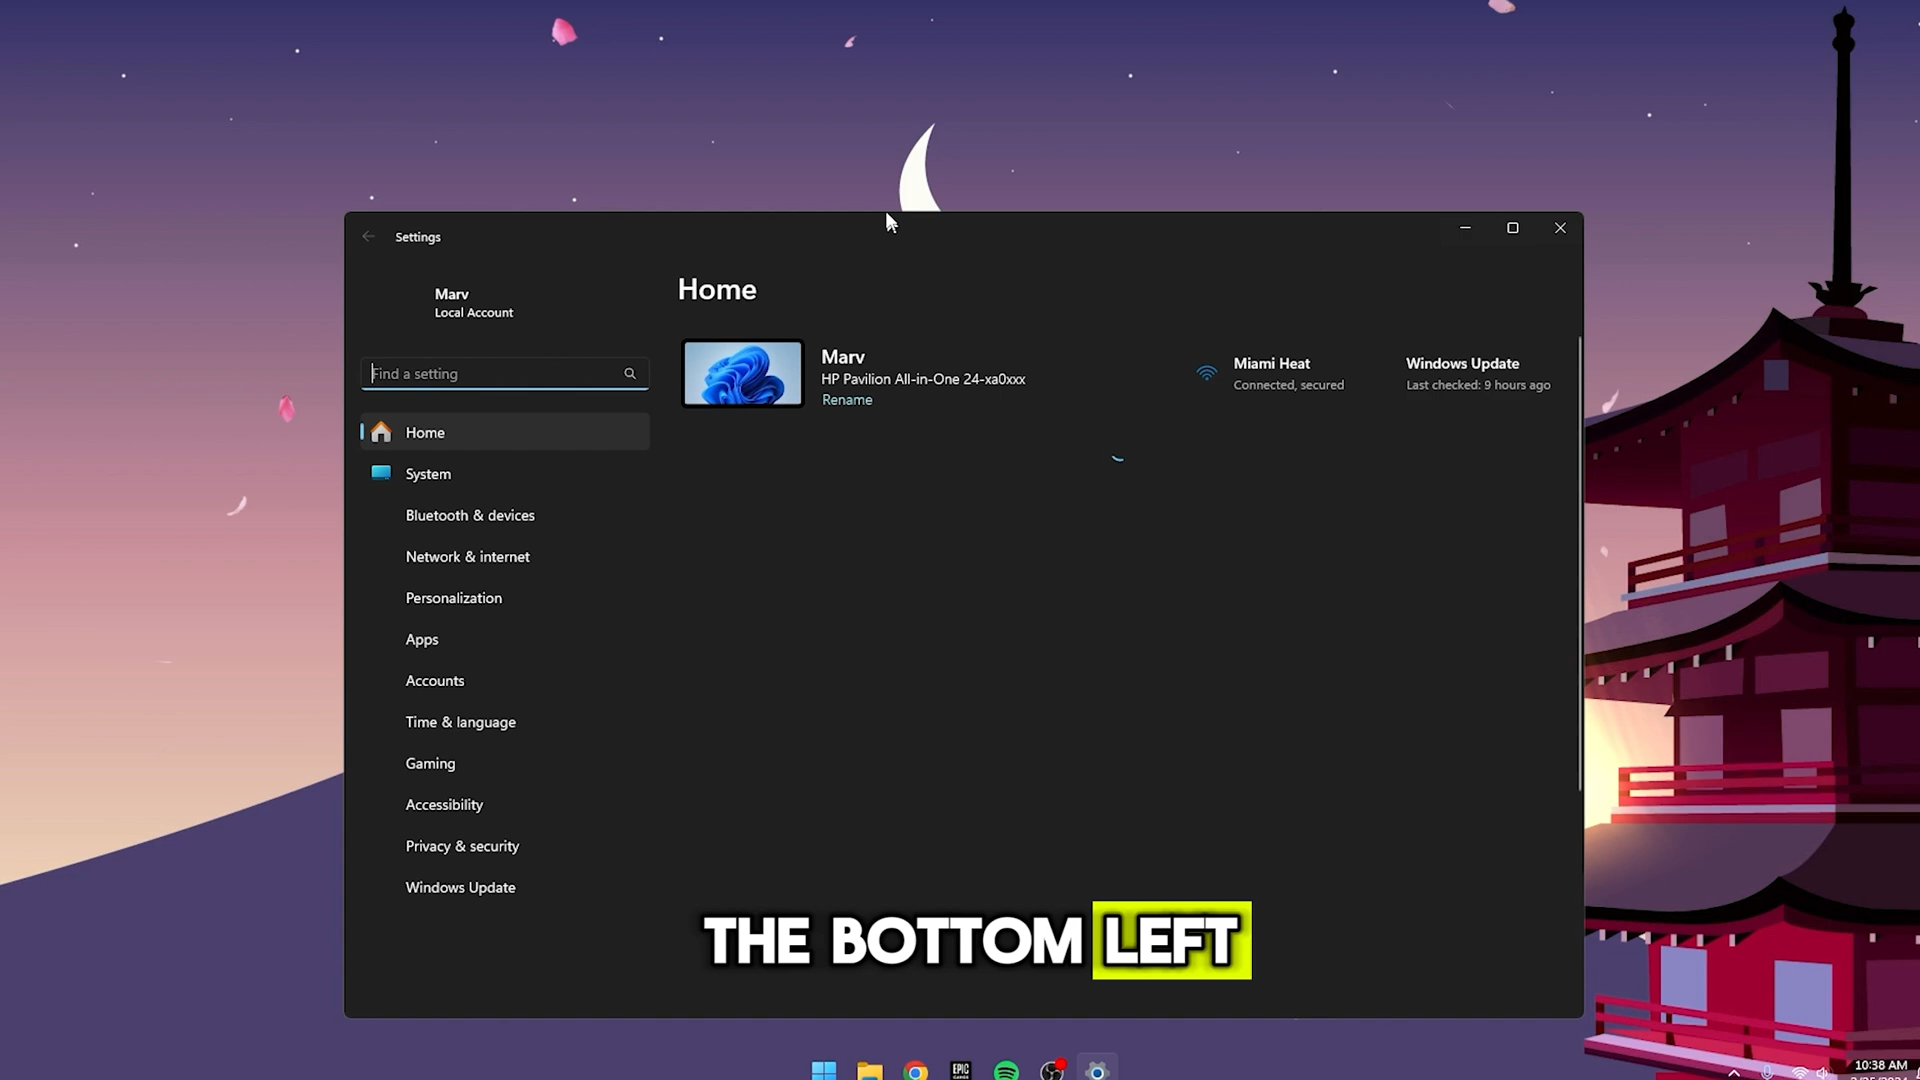 Settings
Marv
Local Account
Find a setting
Home
System
Bluetooth & devices
Network & internet
Personalization
Apps
Accounts
Time & language
Gaming
Accessibility
Privacy & security
Windows Update
Home
Marv
HP Pavilion All-in-One 24-xa0xxx
Rename
Miami Heat
Connected, secured
Windows Update
Last checked: 9 hours ago
THE BOTTOM LEFT
EPIC
GAMES
10:38 AM